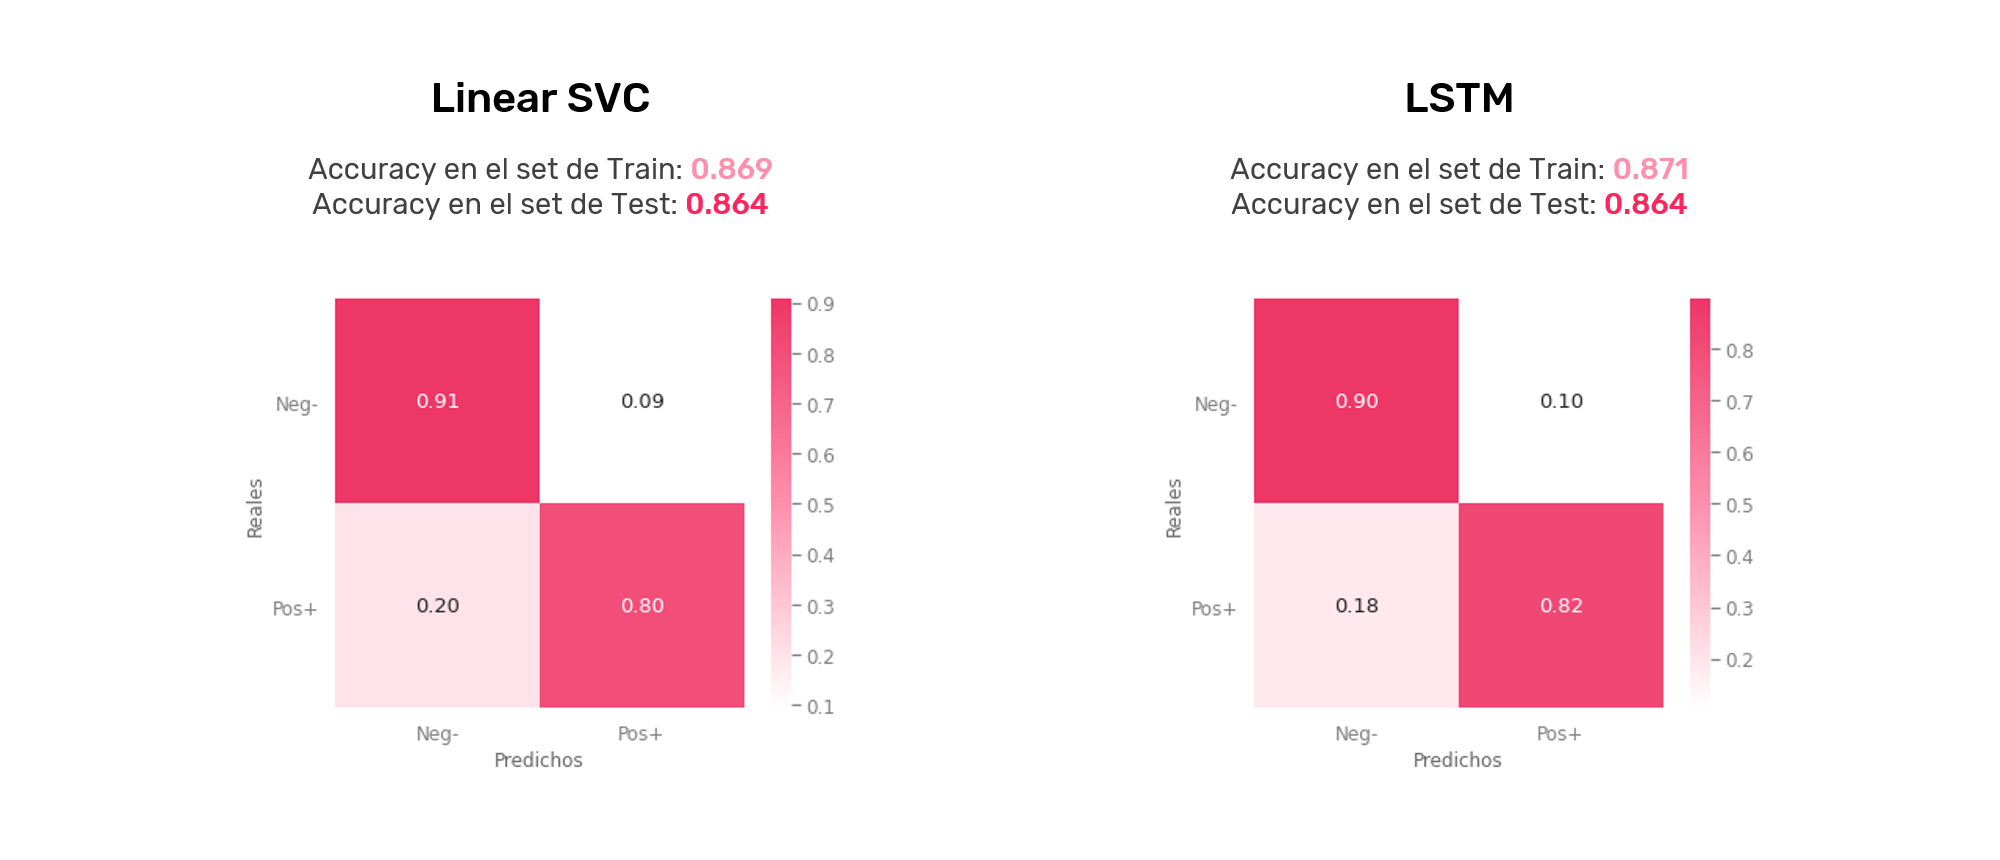 Linear SVC
Accuracy en el set de Train: 0.869
Accuracy en el set de Test: 0.864
0.91
0.09
0.20
0.80
Neg-
Pos+
Reales
Neg-
Pos+
Predichos
0.9
0.8
0.7
0.6
0.5
0.4
0.3
0.2
0.1
LSTM
Accuracy en el set de Train: 0.871
Accuracy en el set de Test: 0.864
0.90
0.10
0.18
0.82
Neg-
Pos+
Reales
Neg-
Pos+
Predichos
0.8
0.7
0.6
0.5
0.4
0.3
0.2